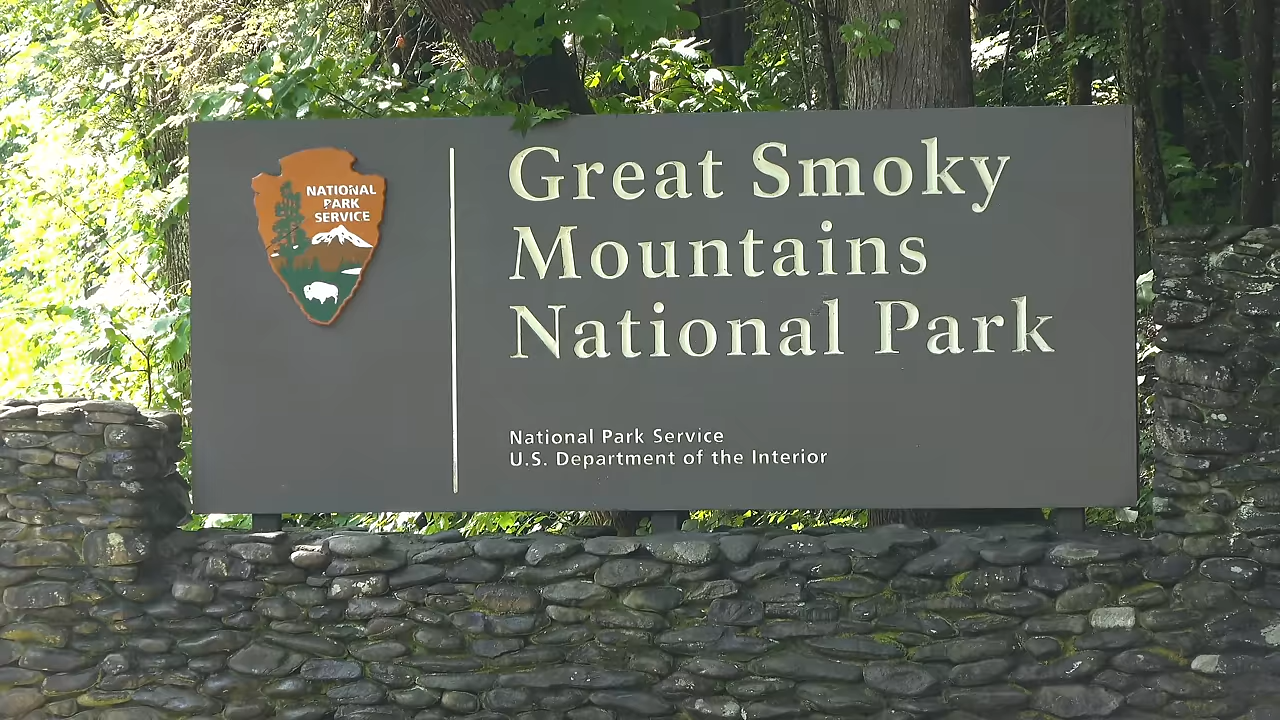 NATIONAL
PARK
SERVICE
Great Smoky
Mountains
National Park
National Park Service
U.S. Department of the Interior